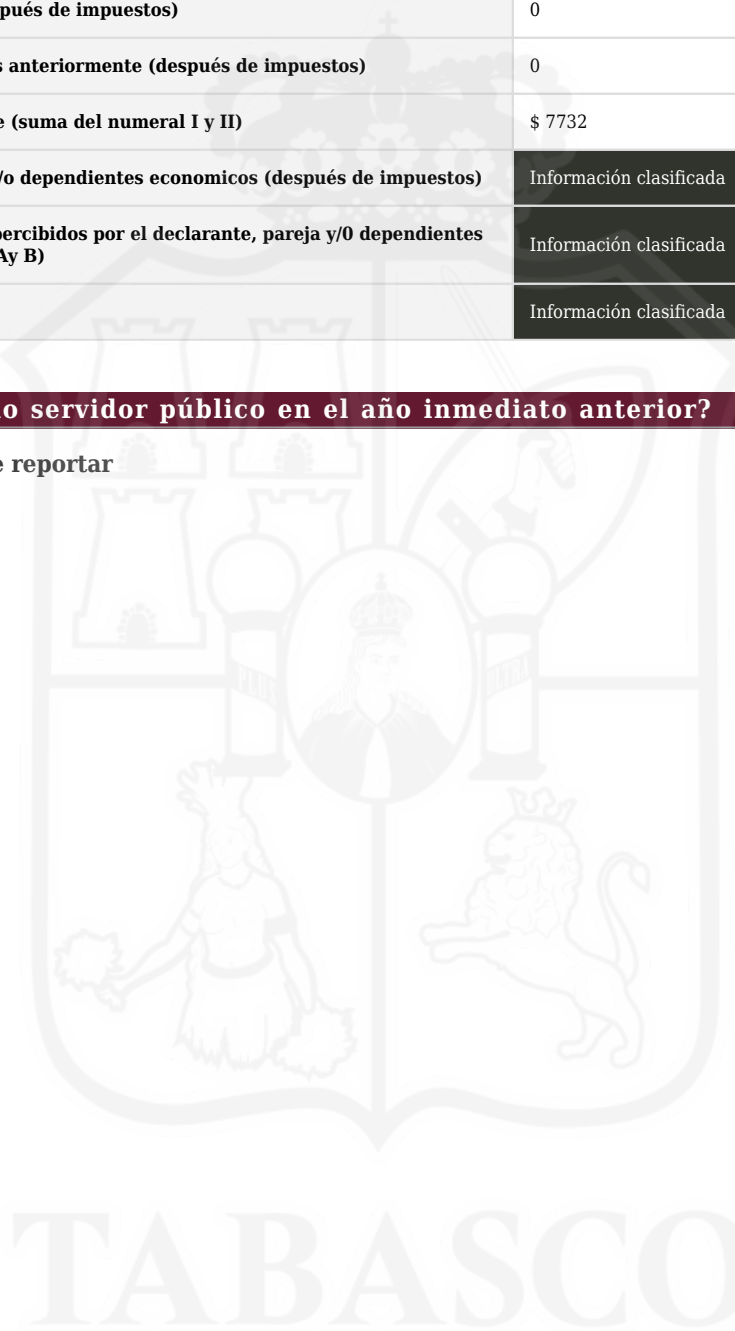 pués de impuestos) 0
s anteriormente (después de impuestos) 0
e (suma del numeral I y II) $ 7732
/o dependientes economicos (después de impuestos) Información clasificada
percibidos por el declarante, pareja y/0 dependientes
Ay B) Información clasificada
Información clasificada
o servidor público en el año inmediato anterior?
e reportar
PLUS ULTRA
TABASCO